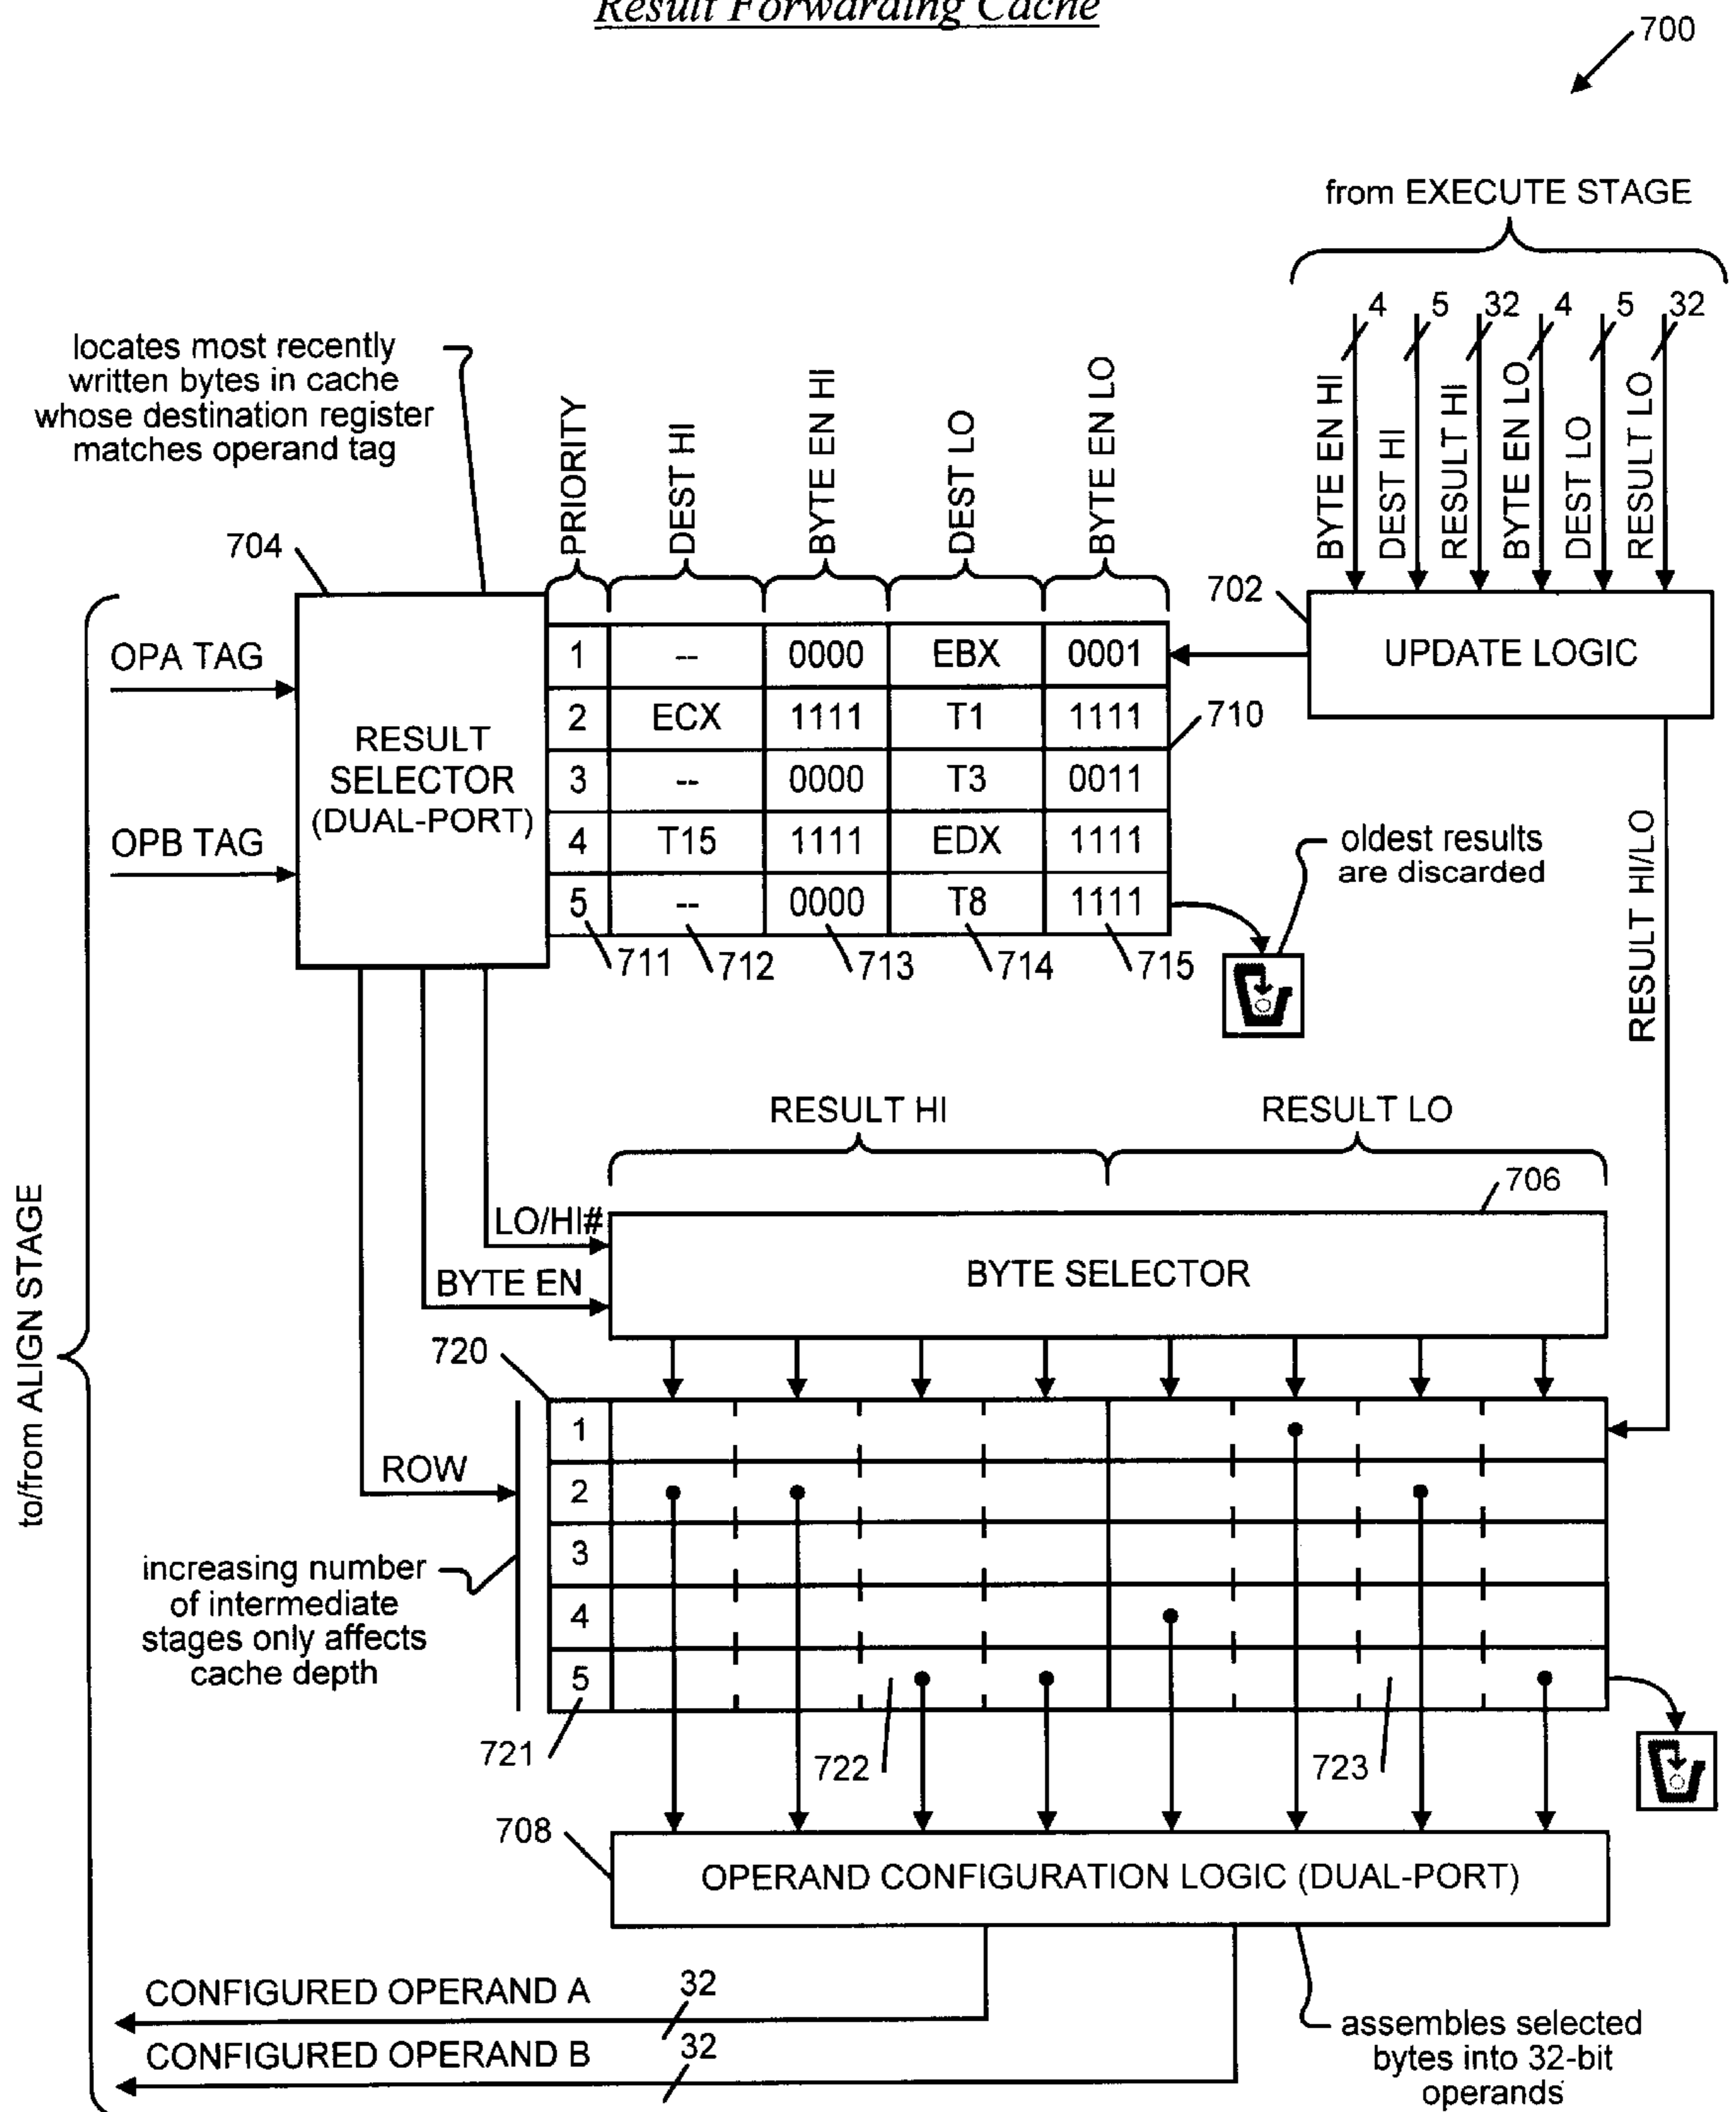 Result Forwarding Cache
700
from EXECUTE STAGE
4 5 32 4 5 32
BYTE EN HI
DEST HI
RESULT HI
BYTE EN LO
DEST LO
RESULT LO
locates most recently
written bytes in cache
whose destination register
matches operand tag
PRIORITY
DEST HI
BYTE EN HI
DEST LO
BYTE EN LO
704
702
OPA TAG
OPB TAG
RESULT
SELECTOR
(DUAL-PORT)
UPDATE LOGIC
1 -- 0000 EBX 0001
2 ECX 1111 T1 1111
3 -- 0000 T3 0011
4 T15 1111 EDX 1111
5 -- 0000 T8 1111
710
711 712 713 714 715
oldest results
are discarded
RESULT HI/LO
RESULT HI
RESULT LO
706
LO/HI#
BYTE EN
BYTE SELECTOR
to/from ALIGN STAGE
720
ROW
1
2
3
4
5
increasing number
of intermediate
stages only affects
cache depth
721
722
723
708
OPERAND CONFIGURATION LOGIC (DUAL-PORT)
CONFIGURED OPERAND A
32
CONFIGURED OPERAND B
32
assembles selected
bytes into 32-bit
operands